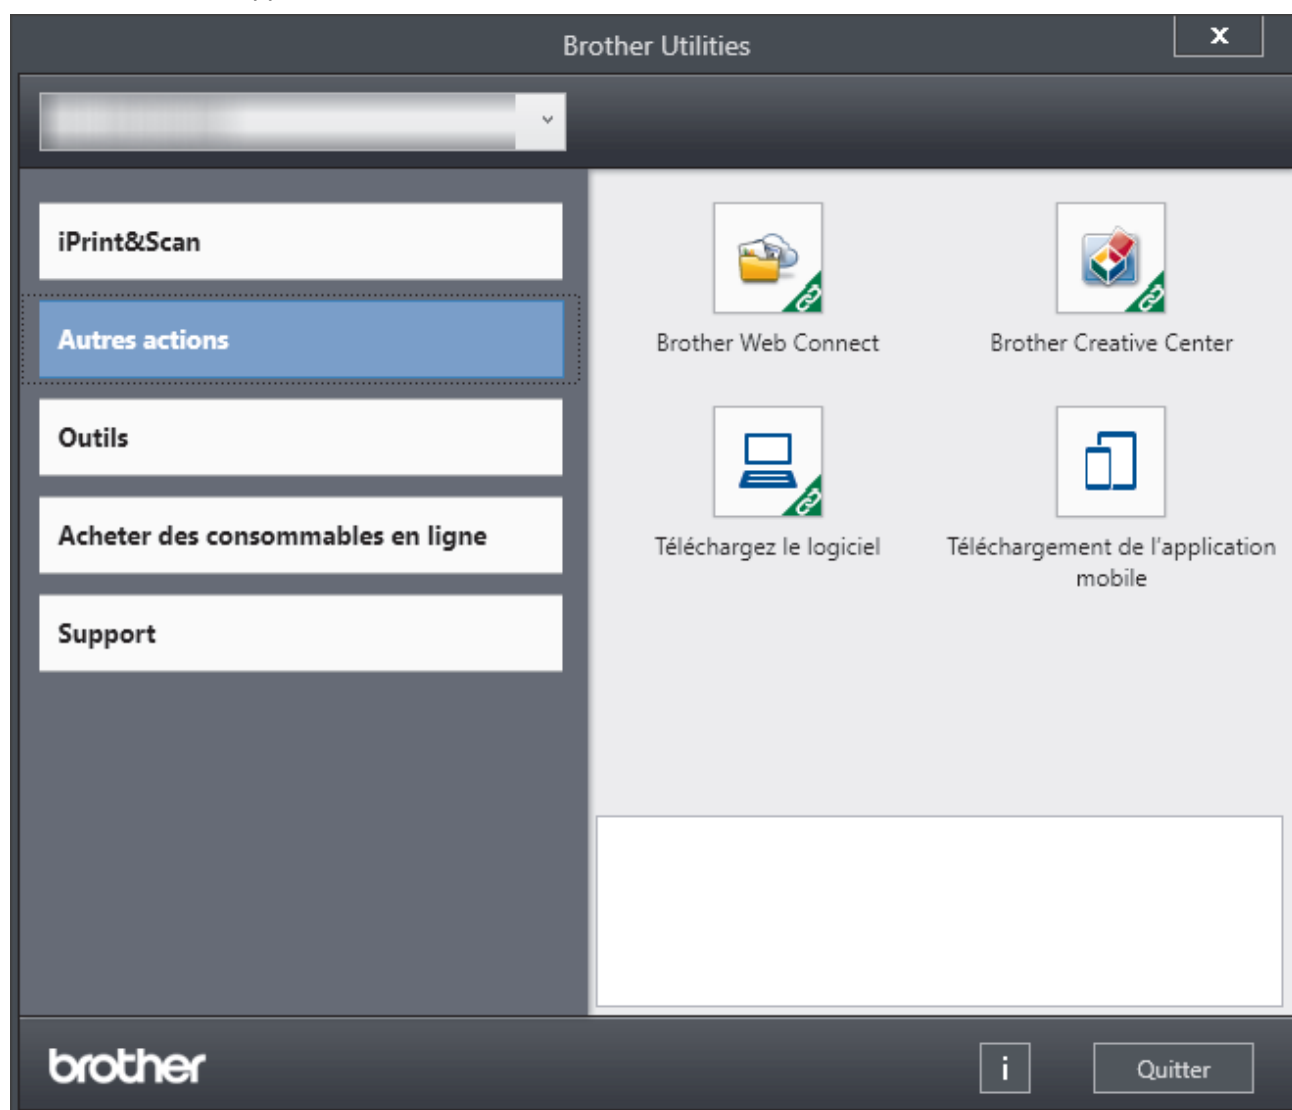 Brother Utilities
x
iPrint&Scan
Autres actions
Outils
Acheter des consommables en ligne
Support
Brother Web Connect
Brother Creative Center
Téléchargez le logiciel
Téléchargement de l'application
mobile
brother
i
Quitter